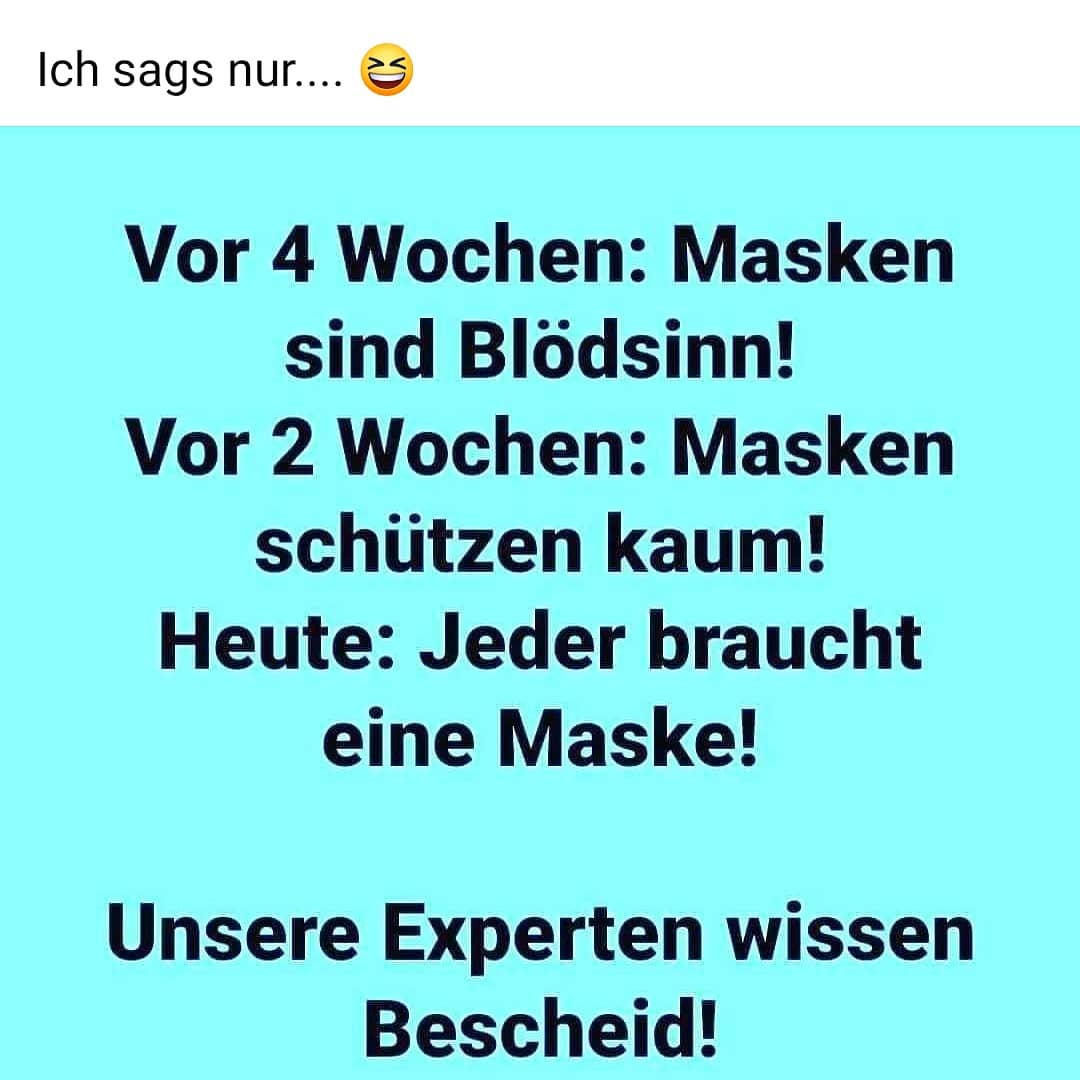 Ich sags nur.... 😆
Vor 4 Wochen: Masken
sind Blödsinn!
Vor 2 Wochen: Masken
schützen kaum!
Heute: Jeder braucht
eine Maske!
Unsere Experten wissen
Bescheid!